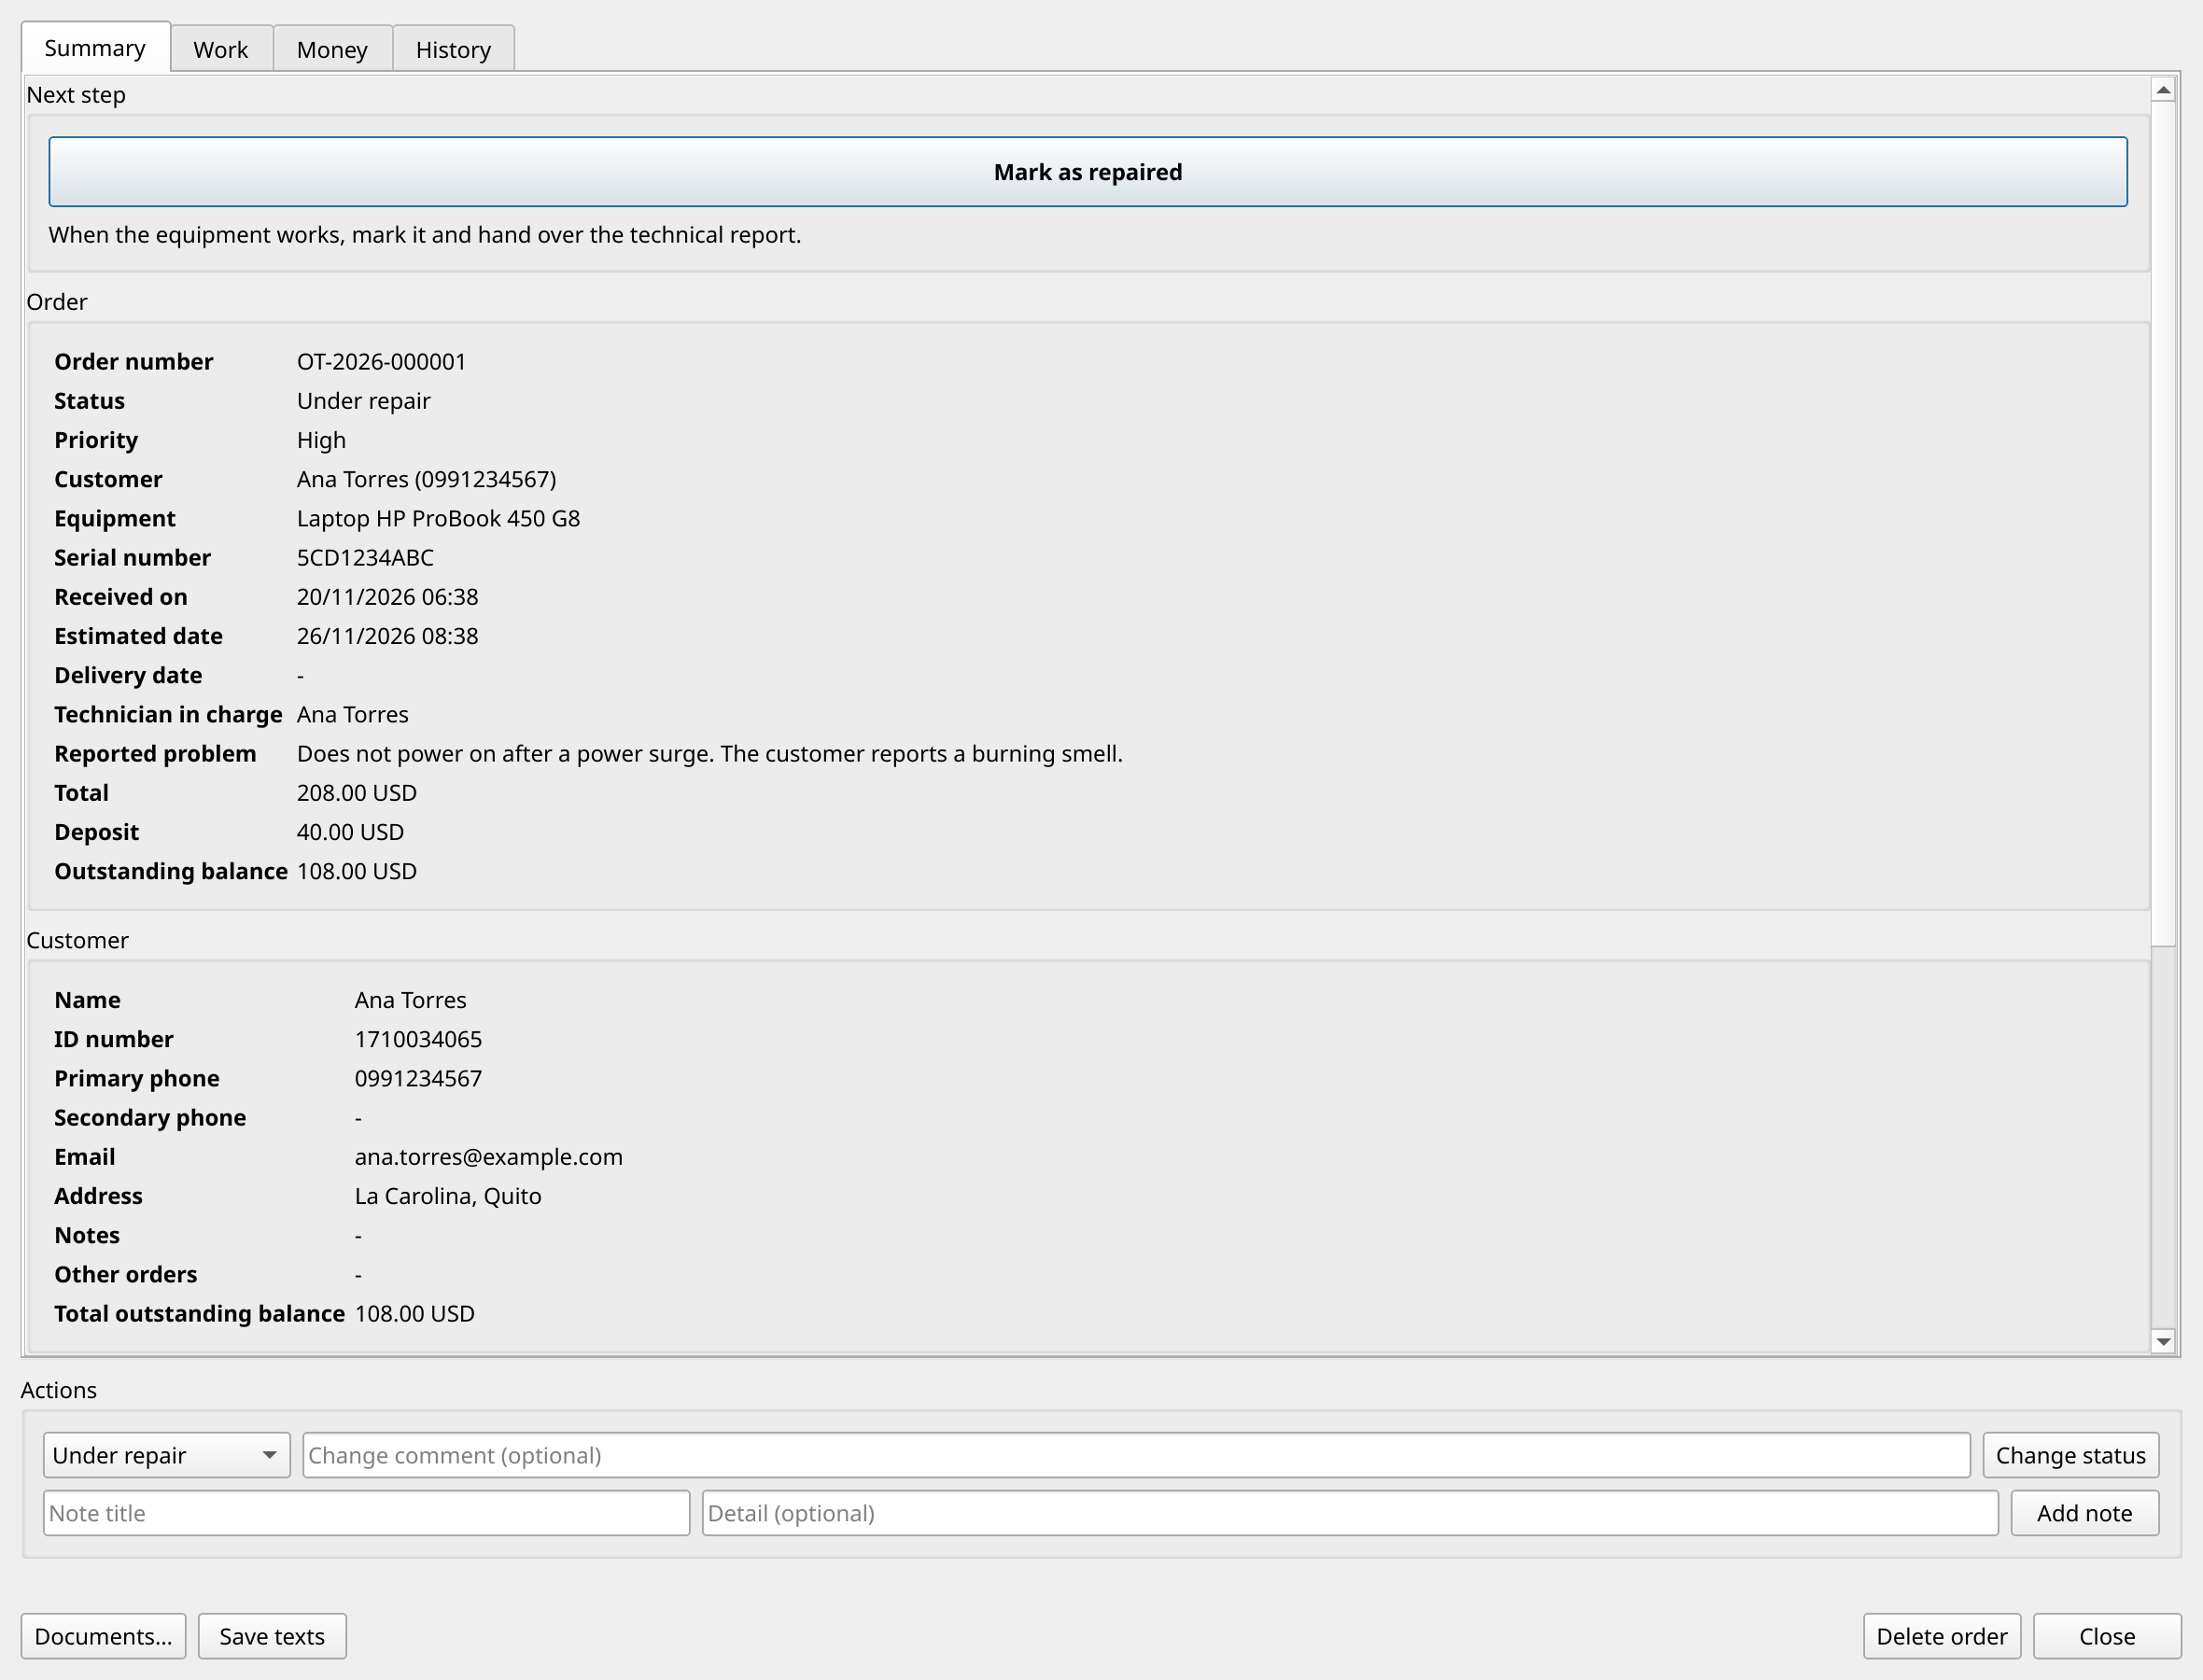 Summary Work Money History
Next step
Mark as repaired
When the equipment works, mark it and hand over the technical report.
Order
Order number OT-2026-000001
Status Under repair
Priority High
Customer Ana Torres (0991234567)
Equipment Laptop HP ProBook 450 G8
Serial number 5CD1234ABC
Received on 20/11/2026 06:38
Estimated date 26/11/2026 08:38
Delivery date -
Technician in charge Ana Torres
Reported problem Does not power on after a power surge. The customer reports a burning smell.
Total 208.00 USD
Deposit 40.00 USD
Outstanding balance 108.00 USD
Customer
Name Ana Torres
ID number 1710034065
Primary phone 0991234567
Secondary phone -
Email ana.torres@example.com
Address La Carolina, Quito
Notes -
Other orders -
Total outstanding balance 108.00 USD
Actions
Under repair Change comment (optional) Change status
Note title Detail (optional) Add note
Documents... Save texts Delete order Close